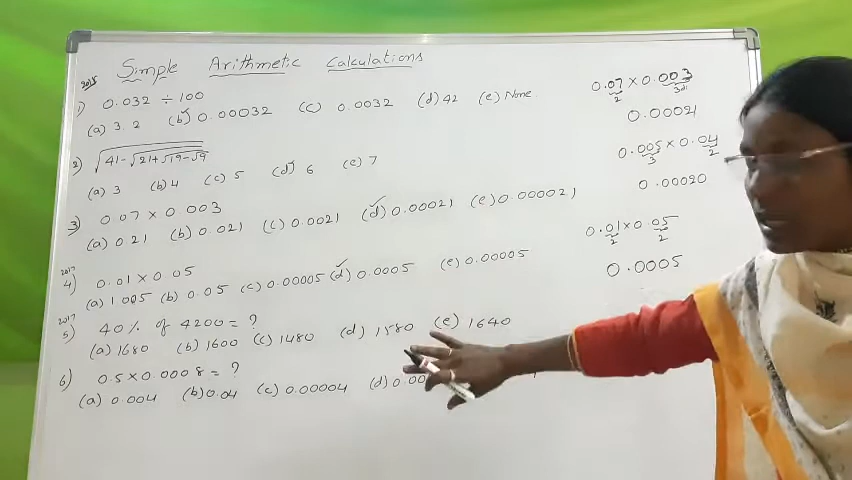 Simple Arithmetic Calculations
2015
1) 0.032 ÷ 100
(a) 3.2 (b) 0.00032 (c) 0.0032 (d) 42 (e) None
2) √41-√21+√19-√9
(a) 3 (b) 4 (c) 5 (d) 6 (e) 7
3) 0.07 × 0.003
(a) 0.21 (b) 0.021 (c) 0.0021 (d) 0.00021 (e) 0.000021
2017
4) 0.01 × 0.05
(a) 1.005 (b) 0.05 (c) 0.00005 (d) 0.0005 (e) 0.00005
2017
5) 40% of 4200 = ?
(a) 1680 (b) 1600 (c) 1480 (d) 1580 (e) 1640
6) 0.5 × 0.0008 = ?
(a) 0.004 (b) 0.04 (c) 0.00004 (d) 0.00
0.07 × 0.003
2 3di
0.00021
0.005 × 0.04
3 2
0.00020
0.01 × 0.05
2 2
0.0005